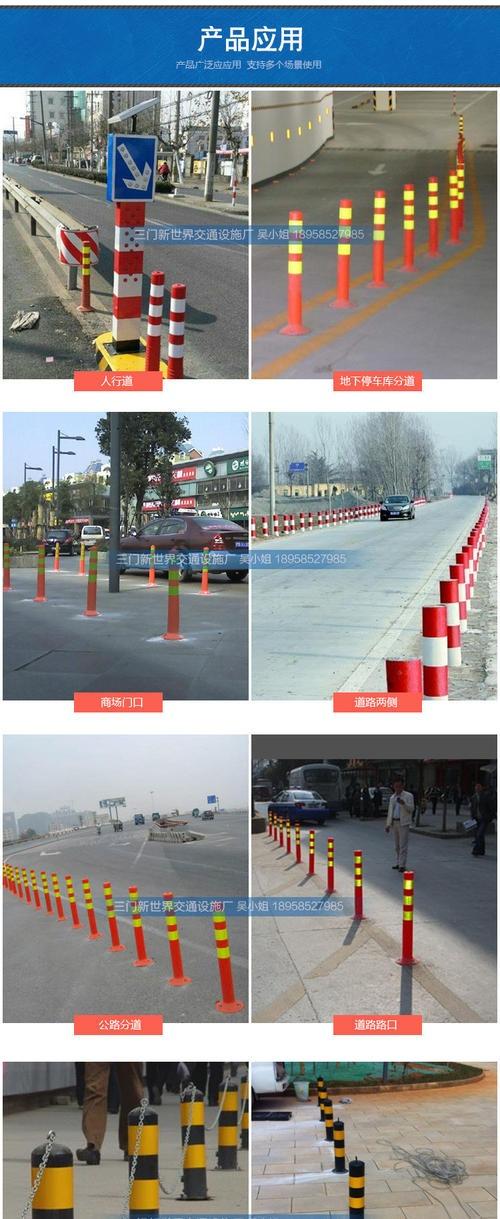 产品应用
产品广泛应应用 支持多个场景使用
三门新世界交通设施厂 吴小姐 18958527985
人行道
地下停车库分道
三门新世界交通设施厂 吴小姐 18958527985
商场门口
道路两侧
三门新世界交通设施厂 吴小姐 18958527985
公路分道
道路路口